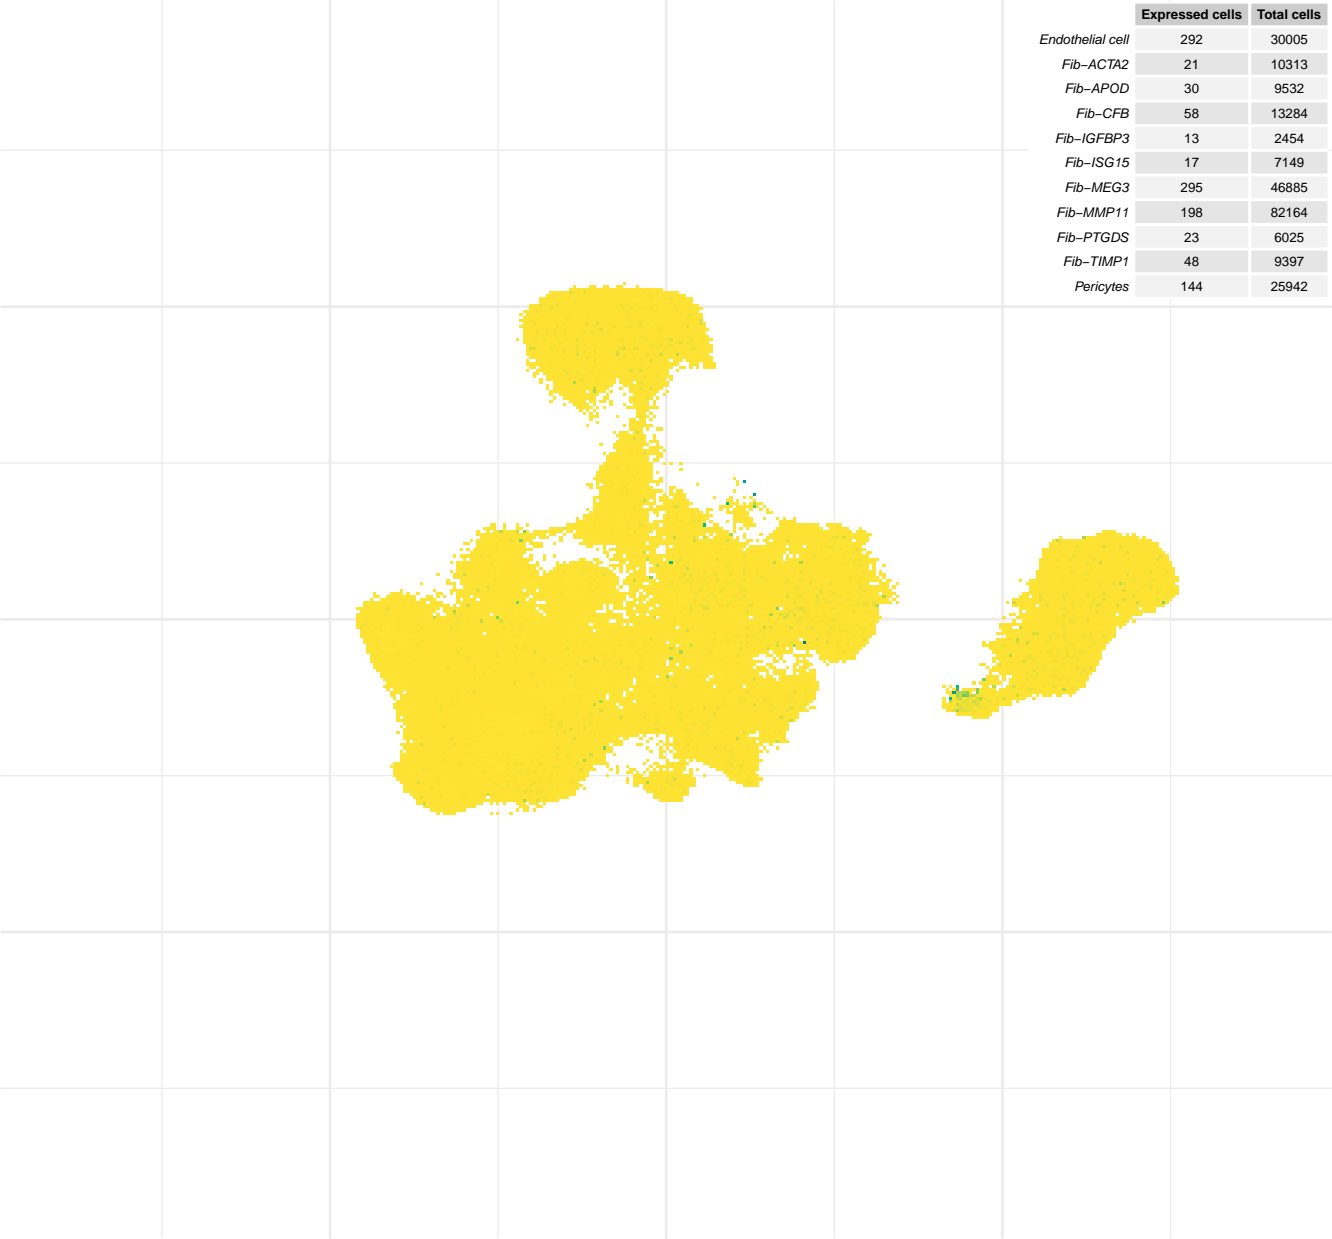 Expressed cells Total cells
Endothelial cell 292 30005
Fib−ACTA2 21 10313
Fib−APOD 30 9532
Fib−CFB 58 13284
Fib−IGFBP3 13 2454
Fib−ISG15 17 7149
Fib−MEG3 295 46885
Fib−MMP11 198 82164
Fib−PTGDS 23 6025
Fib−TIMP1 48 9397
Pericytes 144 25942